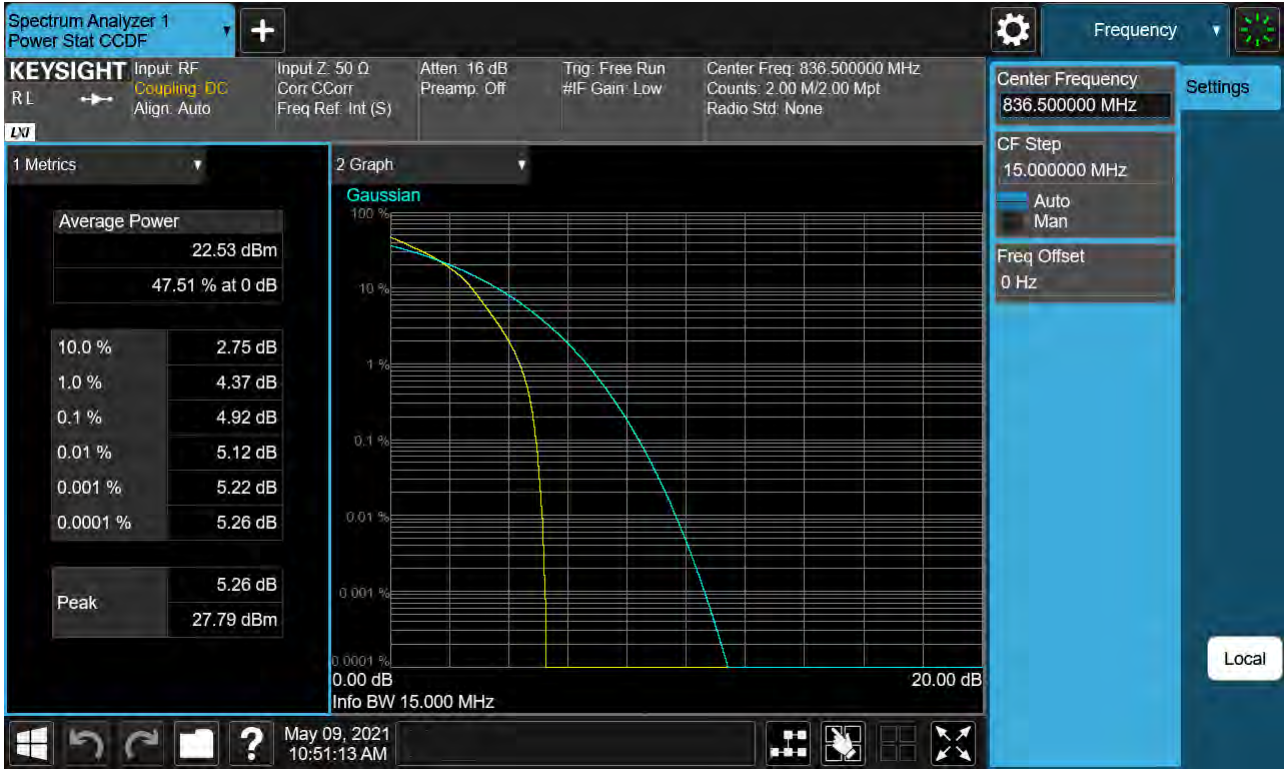 Spectrum Analyzer 1
Power Stat CCDF
Frequency
KEYSIGHT
R L
LXI
Input: RF
Coupling: DC
Align: Auto
Input Z: 50 Ω
Corr CCorr
Freq Ref: Int (S)
Atten: 16 dB
Preamp: Off
Trig: Free Run
#IF Gain: Low
Center Freq: 836.500000 MHz
Counts: 2.00 M/2.00 Mpt
Radio Std: None
Center Frequency
836.500000 MHz
Settings
CF Step
15.000000 MHz
Auto
Man
Freq Offset
0 Hz
1 Metrics
Average Power
22.53 dBm
47.51 % at 0 dB
10.0 % 2.75 dB
1.0 % 4.37 dB
0.1 % 4.92 dB
0.01 % 5.12 dB
0.001 % 5.22 dB
0.0001 % 5.26 dB
Peak
5.26 dB
27.79 dBm
2 Graph
Gaussian
100 %
10 %
1 %
0.1 %
0.01 %
0.001 %
0.0001 %
0.00 dB 20.00 dB
Info BW 15.000 MHz
Local
?
May 09, 2021
10:51:13 AM